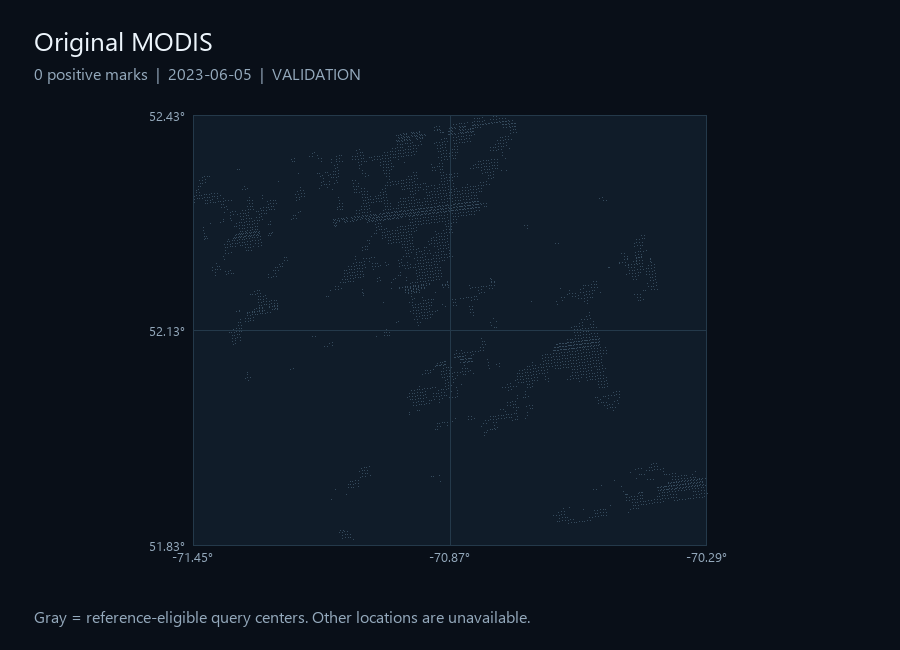 Original MODIS
0 positive marks | 2023-06-05 | VALIDATION
52.43°
52.13°
51.83°
-71.45°
-70.87°
-70.29°
Gray = reference-eligible query centers. Other locations are unavailable.